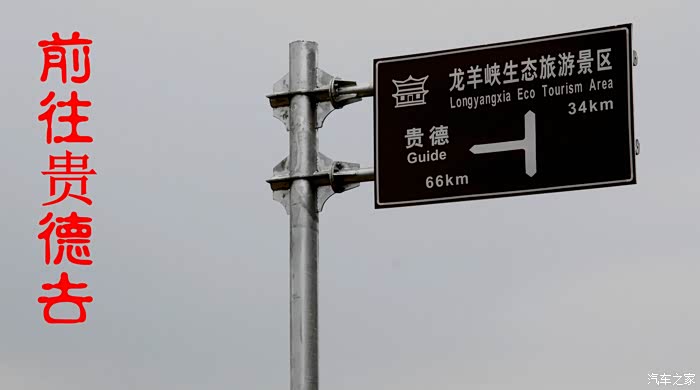 前往贵德去
龙羊峡生态旅游景区
Longyangxia Eco Tourism Area
34km
贵德
Guide
66km
汽车之家